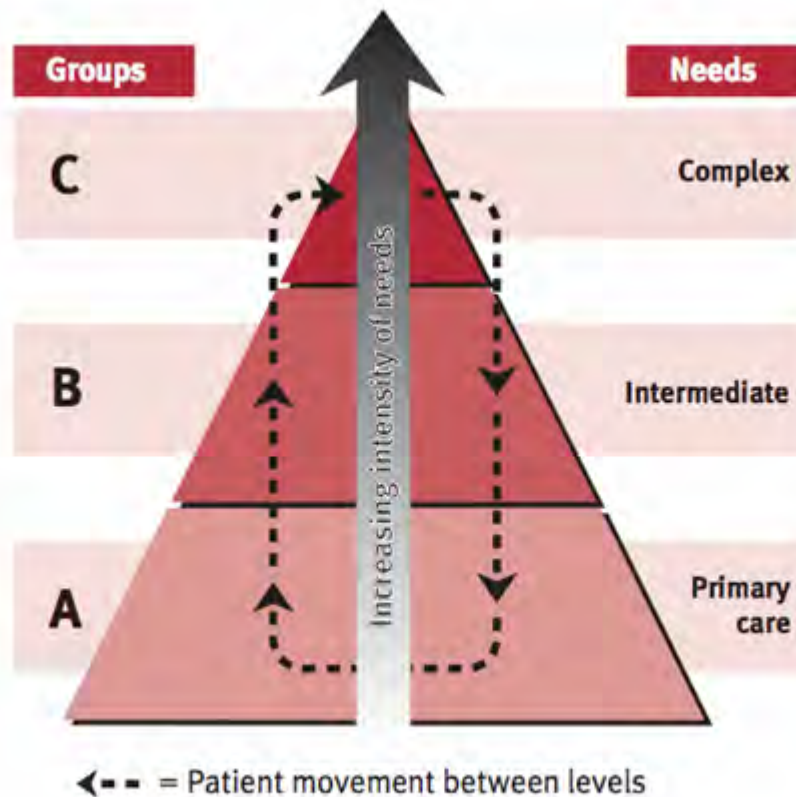 Groups
Needs
C
Complex
Increasing intensity of needs
B
Intermediate
A
Primary
care
= Patient movement between levels